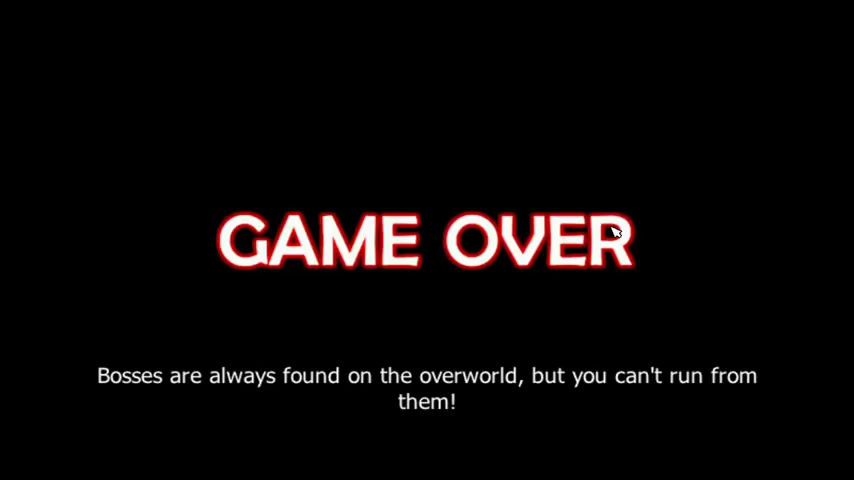 GAME OVER
Bosses are always found on the overworld, but you can't run from
them!